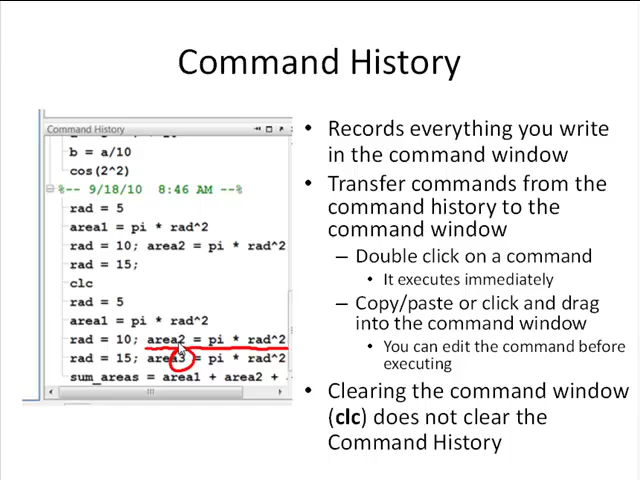 Command History
Command History
b = a/10
cos(2^2)
%-- 9/18/10 8:46 AM --%
rad = 5
area1 = pi * rad^2
rad = 10; area2 = pi * rad^2
rad = 15;
clc
rad = 5
area1 = pi * rad^2
rad = 10; area2 = pi * rad^2
rad = 15; area3 = pi * rad^2
sum_areas = area1 + area2 +
• Records everything you write
in the command window
• Transfer commands from the
command history to the
command window
– Double click on a command
• It executes immediately
– Copy/paste or click and drag
into the command window
• You can edit the command before
executing
• Clearing the command window
(clc) does not clear the
Command History